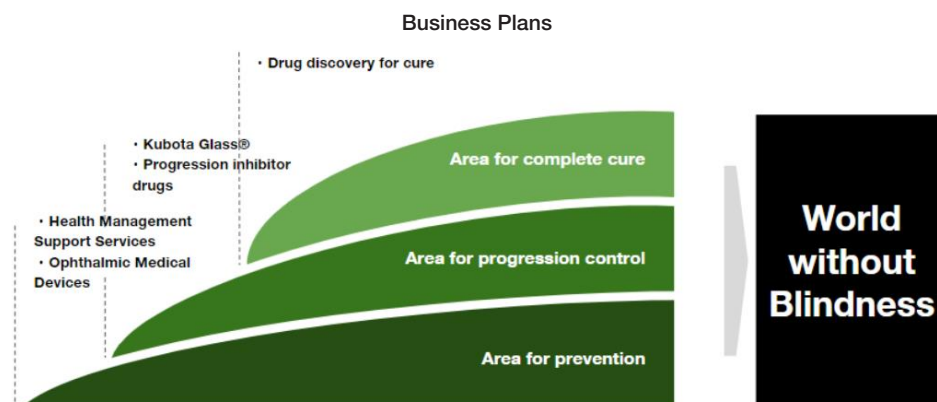 Business Plans
・Drug discovery for cure
・Kubota Glass®
・Progression inhibitor
drugs
・Health Management
Support Services
・Ophthalmic Medical
Devices
Area for complete cure
Area for progression control
Area for prevention
World
without
Blindness